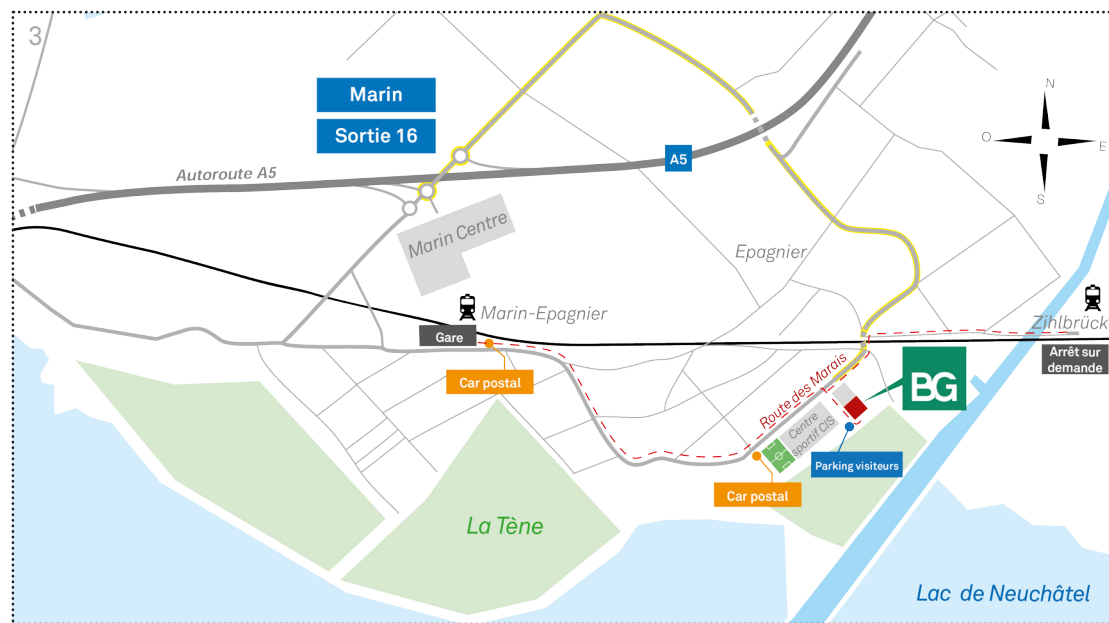 3
Marin
Sortie 16
N
O
E
S
A5
Autoroute A5
Marin Centre
Epagnier
Marin-Epagnier
Zihlbrück
Gare
Arrêt sur
demande
Car postal
Route des Marais
BG
Centre
sportif CIS
Parking visiteurs
Car postal
La Tène
Lac de Neuchâtel